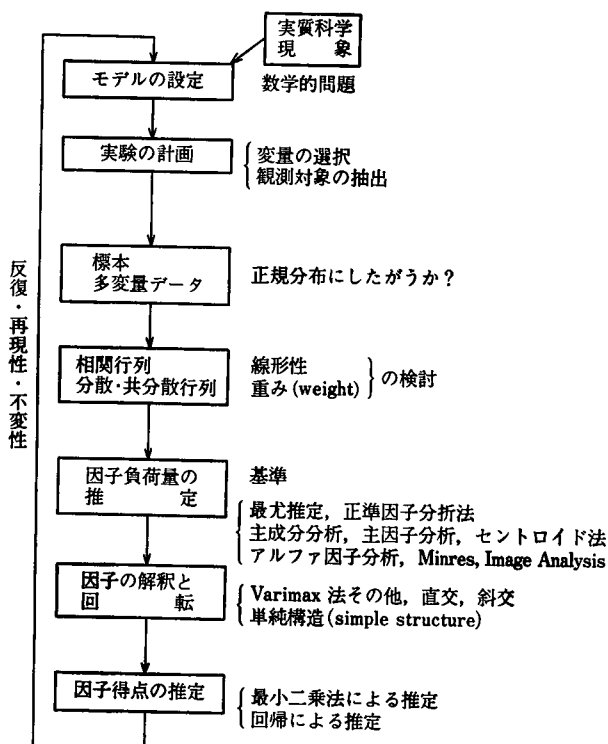 実質科学
現　象
モデルの設定
数学的問題
実験の計画
変量の選択
観測対象の抽出
標本
多変量データ
正規分布にしたがうか？
相関行列
分散・共分散行列
線形性
重み(weight)
の検討
因子負荷量の
推　定
基準
最尤推定，正準因子分折法
主成分分析，主因子分析，セントロイド法
アルファ因子分析，Minres, Image Analysis
因子の解釈と
回　転
Varimax 法その他，直交，斜交
単純構造(simple structure)
因子得点の推定
最小二乗法による推定
回帰による推定
反復・再現性・不変性